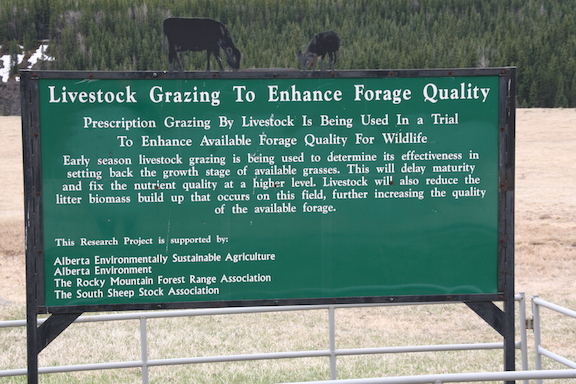 Livestock Grazing To Enhance Forage Quality
Prescription Grazing By Livestock Is Being Used In a Trial
To Enhance Available Forage Quality For Wildlife
Early season livestock grazing is being used to determine its effectiveness in
setting back the growth stage of available grasses. This will delay maturity
and fix the nutrient quality at a higher level. Livestock will also reduce the
litter biomass build up that occurs on this field, further increasing the quality
of the available forage.
This Research Project is supported by:
Alberta Environmentally Sustainable Agriculture
Alberta Environment
The Rocky Mountain Forest Range Association
The South Sheep Stock Association